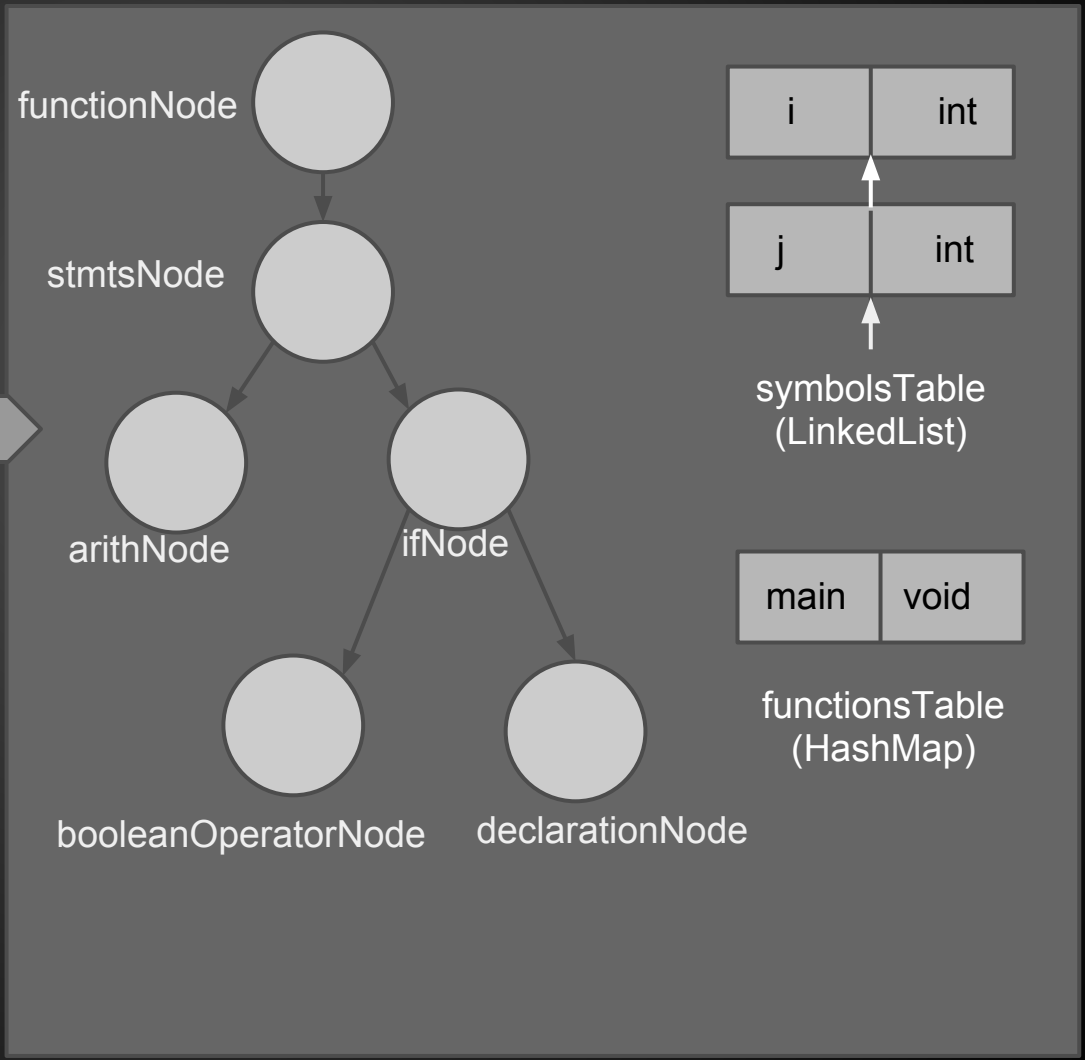 functionNode
stmtsNode
arithNode
ifNode
booleanOperatorNode
declarationNode
i int
j int
symbolsTable
(LinkedList)
main void
functionsTable
(HashMap)